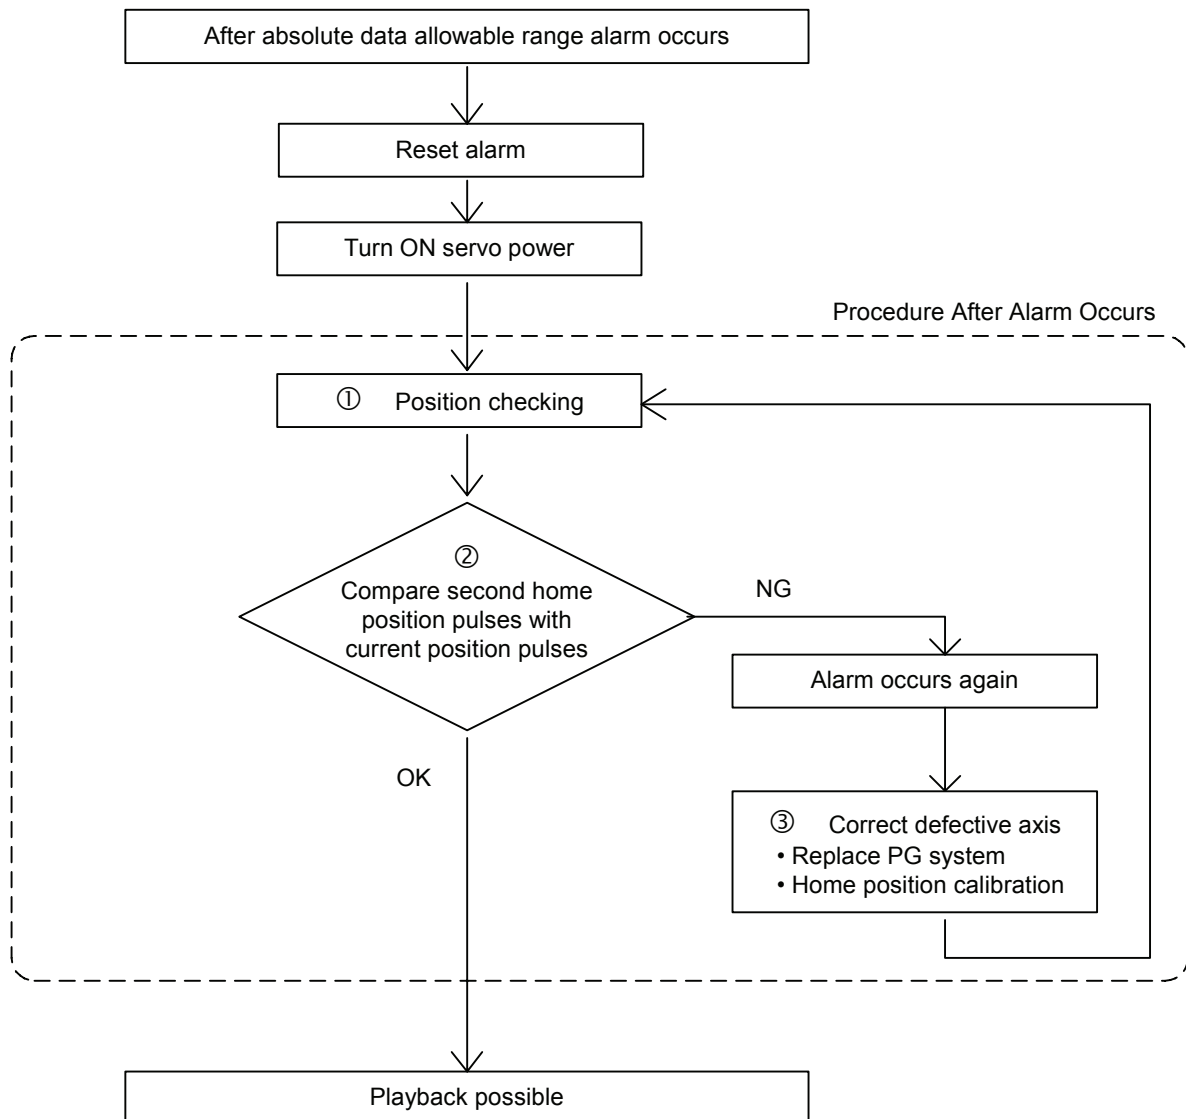 After absolute data allowable range alarm occurs
Reset alarm
Turn ON servo power
Procedure After Alarm Occurs
① Position checking
②
Compare second home
position pulses with
current position pulses
NG
Alarm occurs again
OK
③ Correct defective axis
• Replace PG system
• Home position calibration
Playback possible